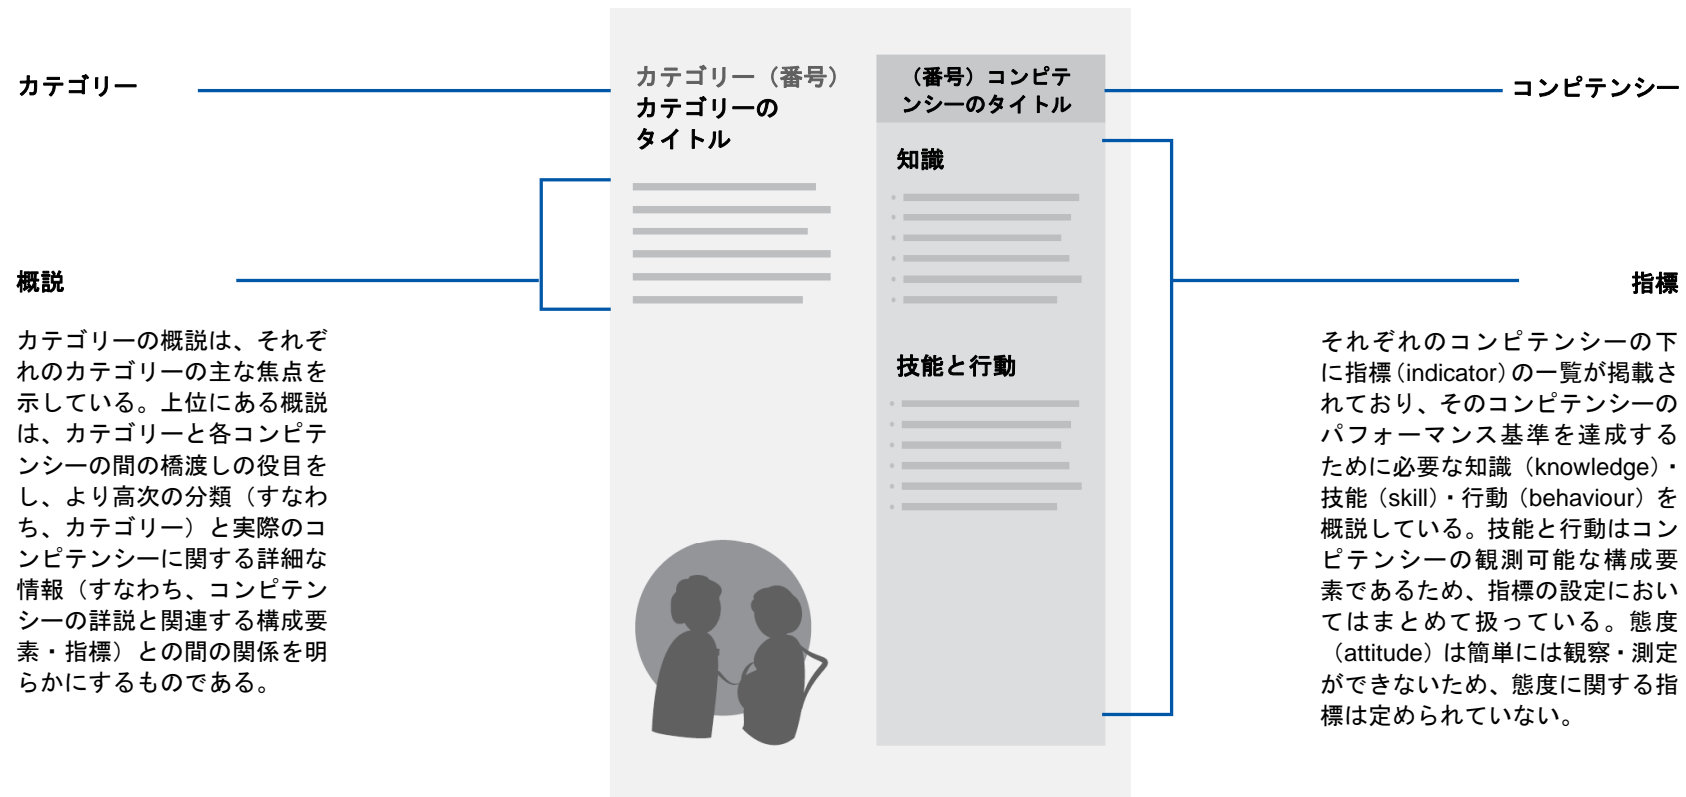 カテゴリー
概説
カテゴリーの概説は、それぞ
れのカテゴリーの主な焦点を
示している。上位にある概説
は、カテゴリーと各コンピテ
ンシーの間の橋渡しの役目を
し、より高次の分類（すなわ
ち、カテゴリー）と実際のコ
ンピテンシーに関する詳細な
情報（すなわち、コンピテン
シーの詳説と関連する構成要
素・指標）との間の関係を明
らかにするものである。
カテゴリー（番号）
カテゴリーの
タイトル
（番号）コンピテ
ンシーのタイトル
知識
技能と行動
コンピテンシー
指標
それぞれのコンピテンシーの下
に指標（indicator）の一覧が掲載さ
れており、そのコンピテンシーの
パフォーマンス基準を達成する
ために必要な知識（knowledge）・
技能（skill）・行動（behaviour）を
概説している。技能と行動はコン
ピテンシーの観測可能な構成要
素であるため、指標の設定におい
てはまとめて扱っている。態度
（attitude）は簡単には観察・測定
ができないため、態度に関する指
標は定められていない。